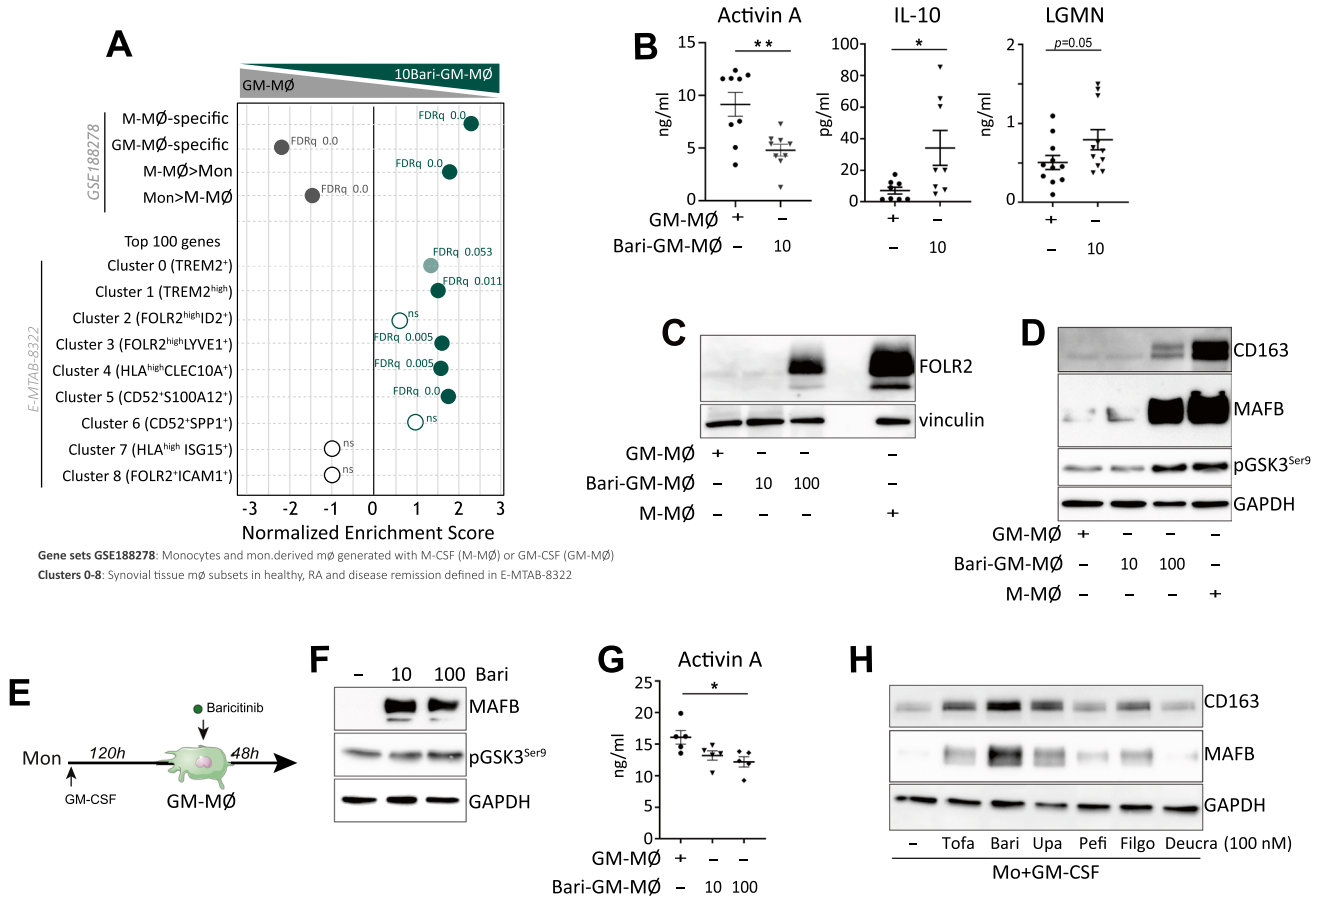 A
GM-MØ
10Bari-GM-MØ
GSE188278
M-MØ-specific
FDRq 0.0
GM-MØ-specific
FDRq 0.0
M-MØ>Mon
FDRq 0.0
Mon>M-MØ
FDRq 0.0
E-MTAB-8322
Top 100 genes
Cluster 0 (TREM2⁺)
FDRq 0.053
Cluster 1 (TREM2ʰⁱᵍʰ)
FDRq 0.011
Cluster 2 (FOLR2ʰⁱᵍʰID2⁺)
ns
Cluster 3 (FOLR2ʰⁱᵍʰLYVE1⁺)
FDRq 0.005
Cluster 4 (HLAʰⁱᵍʰCLEC10A⁺)
FDRq 0.005
Cluster 5 (CD52⁺S100A12⁺)
FDRq 0.0
Cluster 6 (CD52⁺SPP1⁺)
ns
Cluster 7 (HLAʰⁱᵍʰ ISG15⁺)
ns
Cluster 8 (FOLR2⁺ICAM1⁺)
ns
-3 -2 -1 0 1 2 3
Normalized Enrichment Score
Gene sets GSE188278: Monocytes and mon.derived mø generated with M-CSF (M-MØ) or GM-CSF (GM-MØ)
Clusters 0-8: Synovial tissue mø subsets in healthy, RA and disease remission defined in E-MTAB-8322
B
Activin A
ng/ml
15
10
5
0
**
IL-10
pg/ml
100
80
60
40
20
0
*
LGMN
ng/ml
2
1
0
p=0.05
GM-MØ + – + – + –
Bari-GM-MØ – 10 – 10 – 10
C
FOLR2
vinculin
GM-MØ + – – –
Bari-GM-MØ – 10 100 –
M-MØ – – – +
D
CD163
MAFB
pGSK3ˢᵉʳ⁹
GAPDH
GM-MØ + – – –
Bari-GM-MØ – 10 100 –
M-MØ – – – +
E
Baricitinib
Mon 120h 48h
GM-CSF
GM-MØ
F
– 10 100 Bari
MAFB
pGSK3ˢᵉʳ⁹
GAPDH
G
Activin A
ng/ml
25
20
15
10
5
0
*
GM-MØ + – –
Bari-GM-MØ – 10 100
H
CD163
MAFB
GAPDH
– Tofa Bari Upa Pefi Filgo Deucra (100 nM)
Mo+GM-CSF